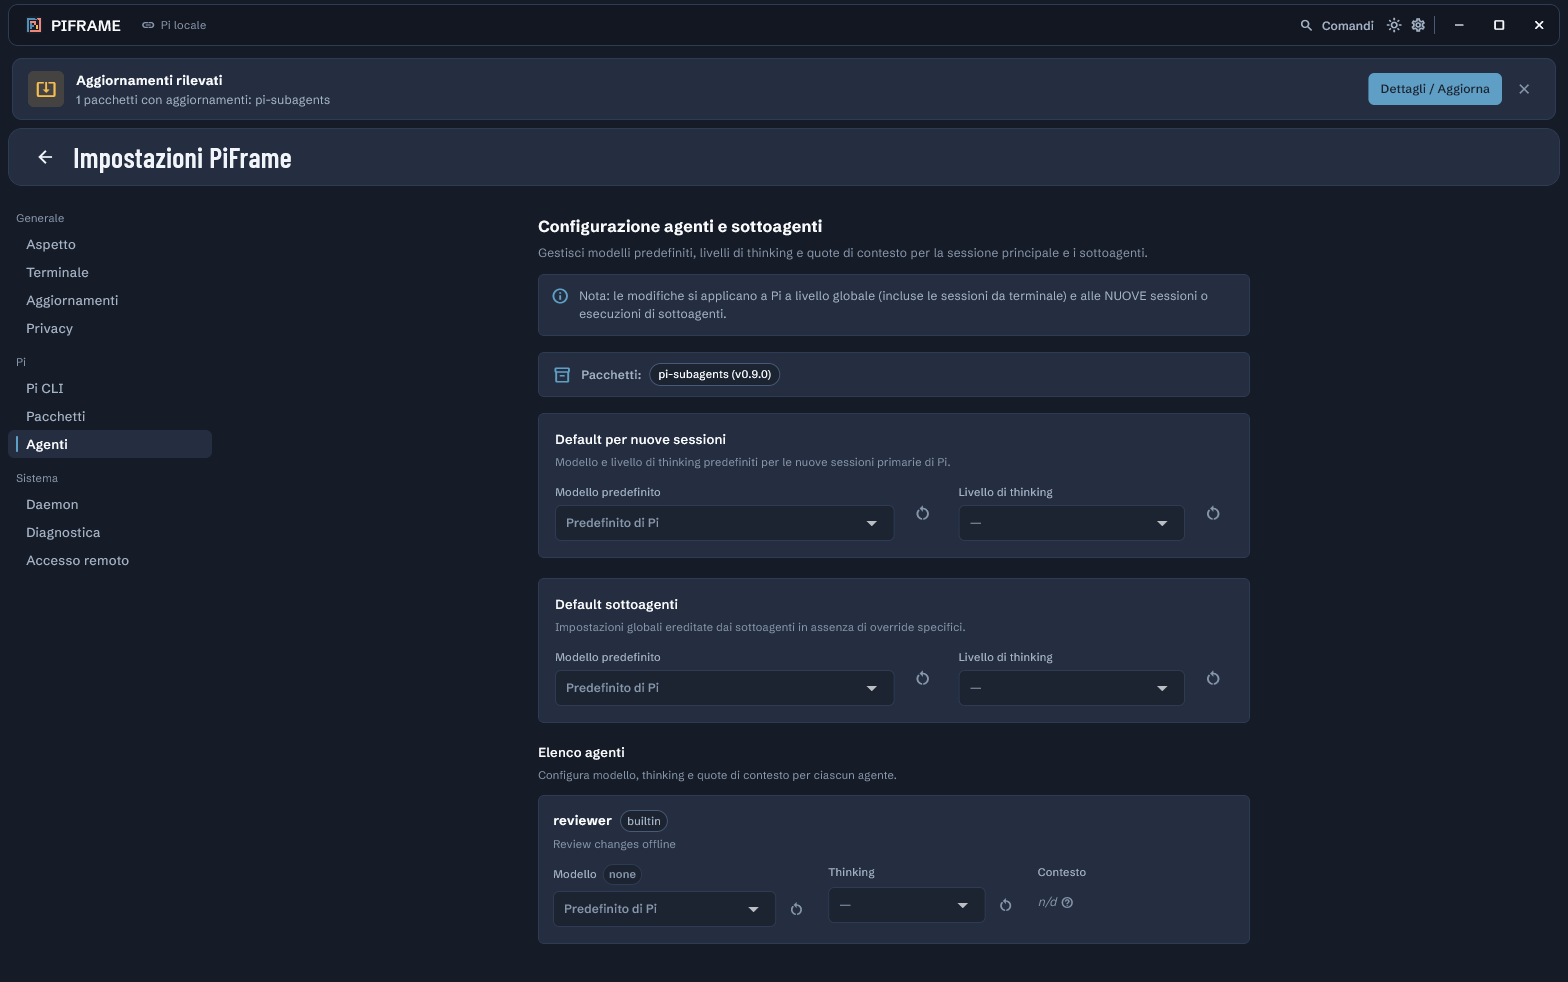 PIFRAME
Pi locale
Comandi
Aggiornamenti rilevati
1 pacchetti con aggiornamenti: pi-subagents
Dettagli / Aggiorna
Impostazioni PiFrame
Generale
Aspetto
Terminale
Aggiornamenti
Privacy
Pi
Pi CLI
Pacchetti
Agenti
Sistema
Daemon
Diagnostica
Accesso remoto
Configurazione agenti e sottoagenti
Gestisci modelli predefiniti, livelli di thinking e quote di contesto per la sessione principale e i sottoagenti.
Nota: le modifiche si applicano a Pi a livello globale (incluse le sessioni da terminale) e alle NUOVE sessioni o
esecuzioni di sottoagenti.
Pacchetti: pi-subagents (v0.9.0)
Default per nuove sessioni
Modello e livello di thinking predefiniti per le nuove sessioni primarie di Pi.
Modello predefinito Livello di thinking
Predefinito di Pi —
Default sottoagenti
Impostazioni globali ereditate dai sottoagenti in assenza di override specifici.
Modello predefinito Livello di thinking
Predefinito di Pi —
Elenco agenti
Configura modello, thinking e quote di contesto per ciascun agente.
reviewer builtin
Review changes offline
Modello none Thinking Contesto
Predefinito di Pi — n/d